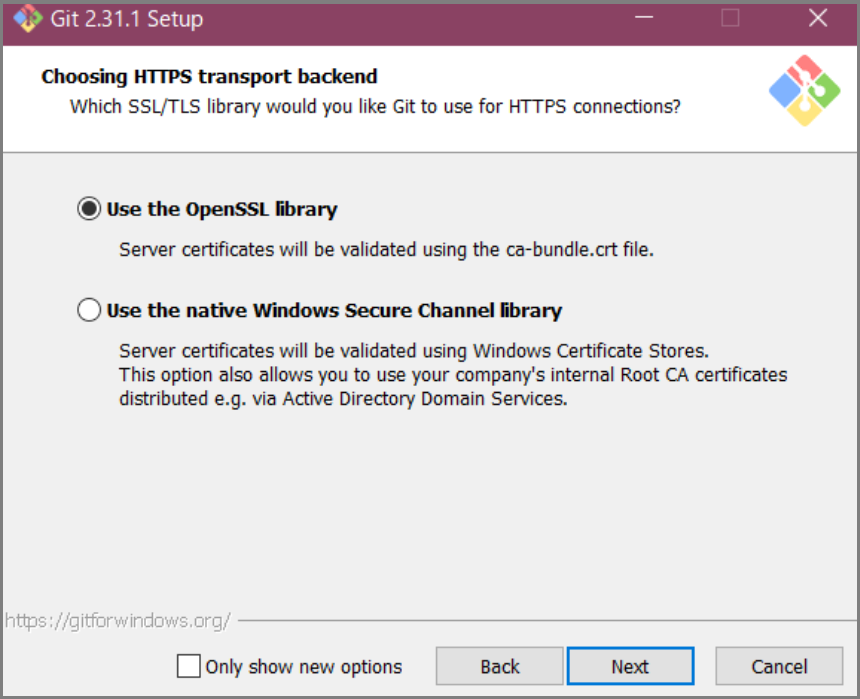 Git 2.31.1 Setup
Choosing HTTPS transport backend
Which SSL/TLS library would you like Git to use for HTTPS connections?
Use the OpenSSL library
Server certificates will be validated using the ca-bundle.crt file.
Use the native Windows Secure Channel library
Server certificates will be validated using Windows Certificate Stores.
This option also allows you to use your company's internal Root CA certificates
distributed e.g. via Active Directory Domain Services.
https://gitforwindows.org/
Only show new options
Back
Next
Cancel